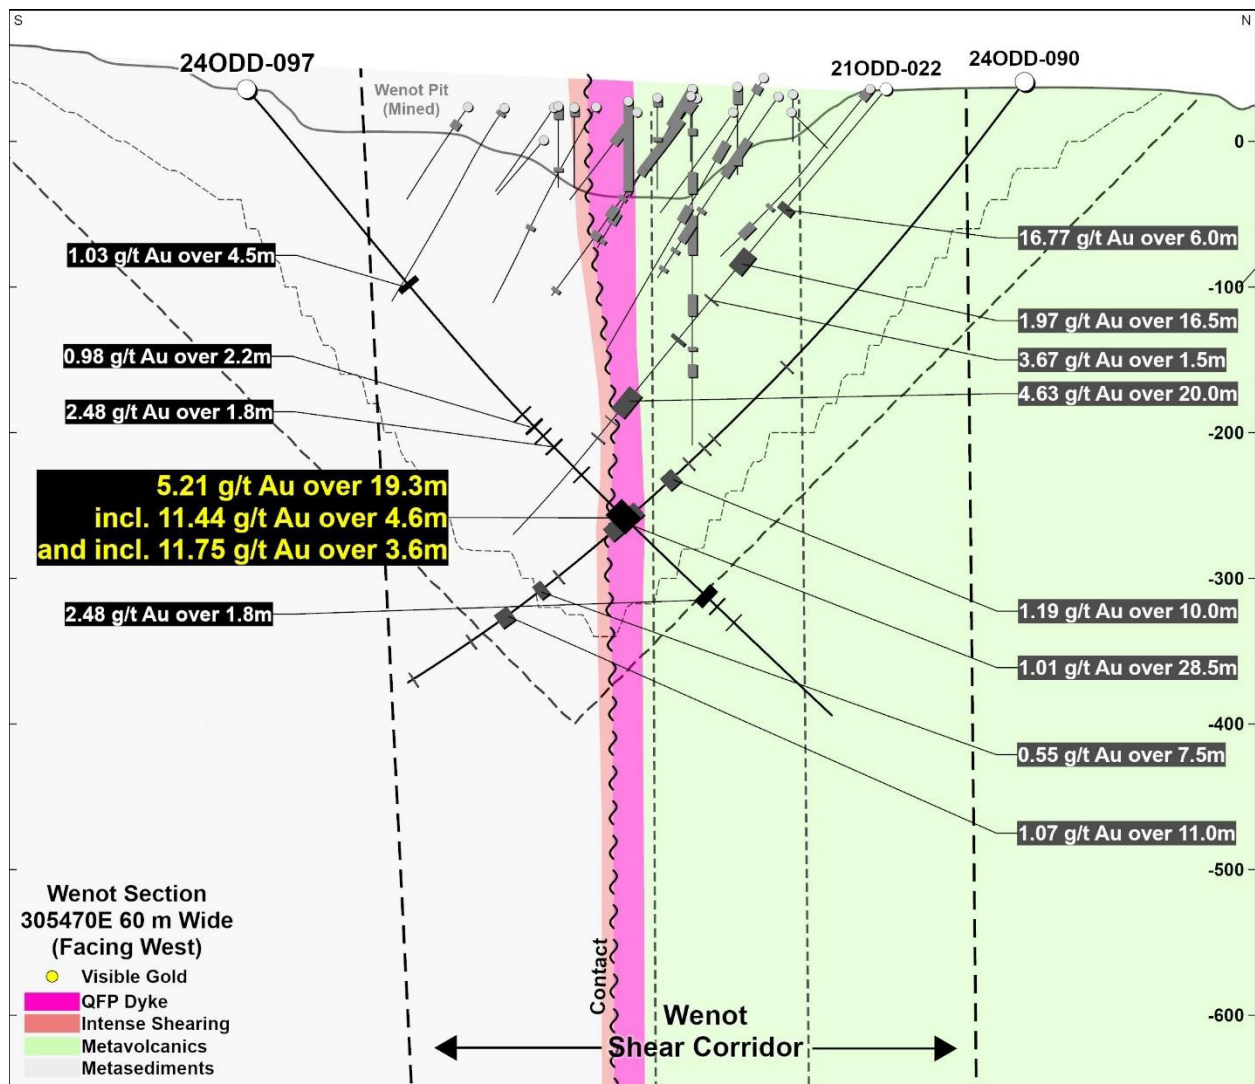 S
N
24ODD-097
21ODD-022
24ODD-090
Wenot Pit
(Mined)
0
-100
-200
-300
-400
-500
-600
1.03 g/t Au over 4.5m
0.98 g/t Au over 2.2m
2.48 g/t Au over 1.8m
5.21 g/t Au over 19.3m
incl. 11.44 g/t Au over 4.6m
and incl. 11.75 g/t Au over 3.6m
2.48 g/t Au over 1.8m
16.77 g/t Au over 6.0m
1.97 g/t Au over 16.5m
3.67 g/t Au over 1.5m
4.63 g/t Au over 20.0m
1.19 g/t Au over 10.0m
1.01 g/t Au over 28.5m
0.55 g/t Au over 7.5m
1.07 g/t Au over 11.0m
Wenot Section
305470E 60 m Wide
(Facing West)
Visible Gold
QFP Dyke
Intense Shearing
Metavolcanics
Metasediments
Contact
Wenot
Shear Corridor